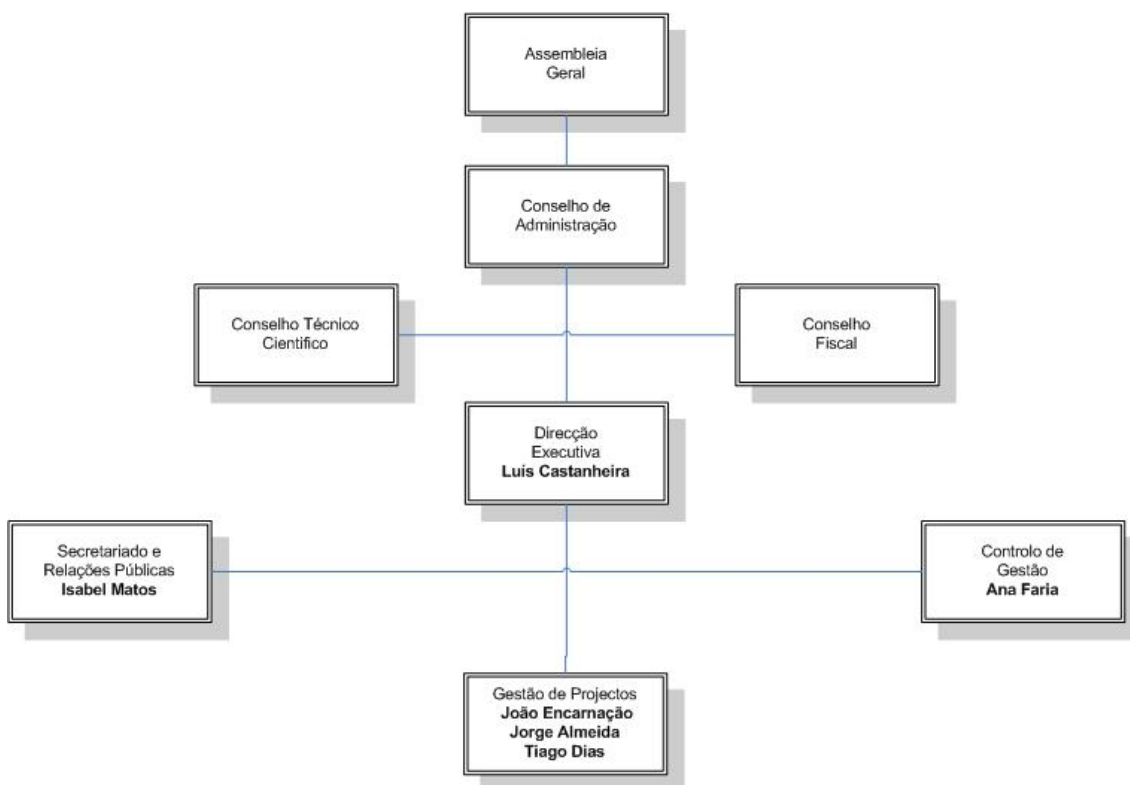 Assembleia
Geral
Conselho de
Administração
Conselho Técnico
Cientifico
Conselho
Fiscal
Direcção
Executiva
Luís Castanheira
Secretariado e
Relações Públicas
Isabel Matos
Controlo de
Gestão
Ana Faria
Gestão de Projectos
João Encarnação
Jorge Almeida
Tiago Dias